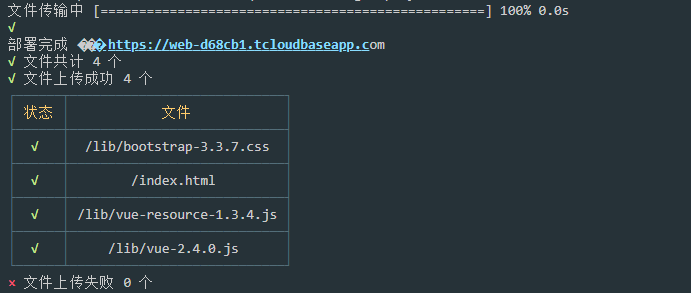 文件传输中 [==================================================] 100% 0.0s
√
部署完成 https://web-d68cb1.tcloudbaseapp.com
√ 文件共计 4 个
√ 文件上传成功 4 个
状态 文件
√ /lib/bootstrap-3.3.7.css
√ /index.html
√ /lib/vue-resource-1.3.4.js
√ /lib/vue-2.4.0.js
× 文件上传失败 0 个